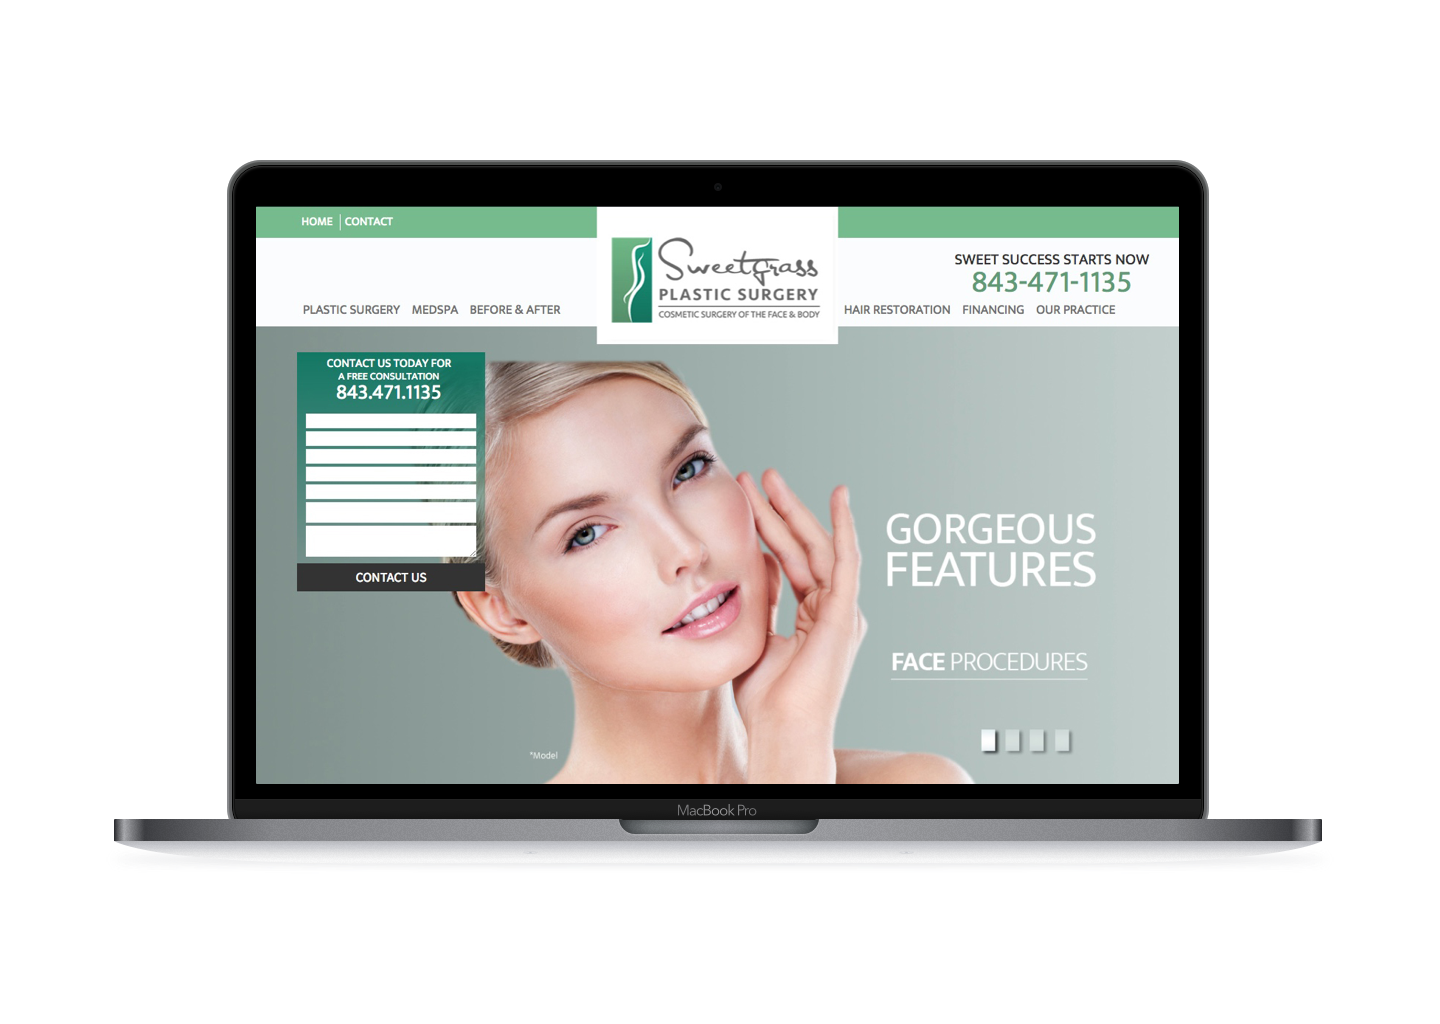 HOME | CONTACT
Sweetgrass
PLASTIC SURGERY
COSMETIC SURGERY OF THE FACE & BODY
SWEET SUCCESS STARTS NOW
843-471-1135
PLASTIC SURGERY MEDSPA BEFORE & AFTER
HAIR RESTORATION FINANCING OUR PRACTICE
CONTACT US TODAY FOR
A FREE CONSULTATION
843.471.1135
CONTACT US
GORGEOUS
FEATURES
FACE PROCEDURES
*Model
MacBook Pro